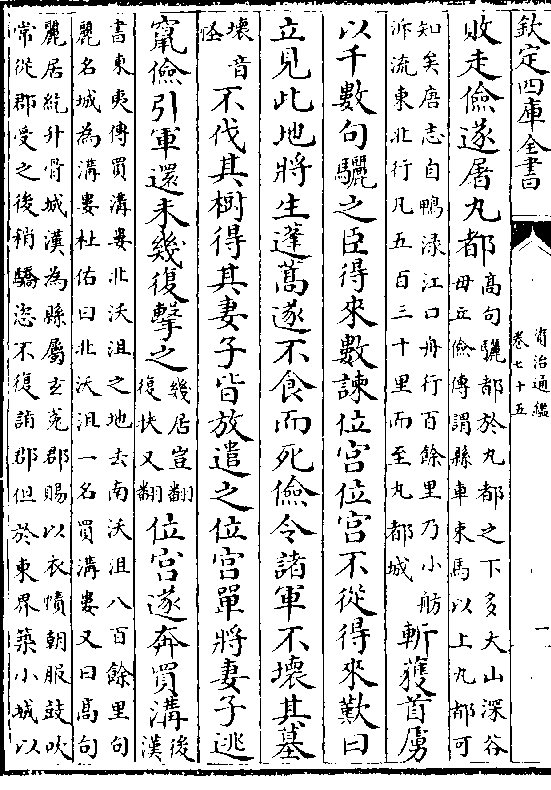 欽定四庫全書
資治通鑑
卷七十五
一
敗走儉遂屠丸都
高句驪都於丸都之下多大山深谷
毋丘儉傳謂縣車束馬以上丸都可
知矣唐志自鴨渌江口舟行百餘里乃小舫
泝流東北行凡五百三十里而至丸都城
斬獲首虜
以千數句驪之臣得來數諫位宮位宮不從得來歎曰
立見此地將生蓬蒿遂不食而死儉令諸軍不壞其墓
壞音
怪
不伐其樹得其妻子皆放遣之位宮單將妻子逃
竄儉引軍還未幾復擊之
幾居豈翻
復扶又翻
位宮遂奔買溝
後
漢
書東夷傳買溝婁北沃沮之地去南沃沮八百餘里句
麗名城為溝婁杜佑曰北沃沮一名買溝婁又曰髙句
麗居紇升骨城漢為縣屬玄菟郡賜以衣幘朝服鼓吹
常從郡受之後稍驕恣不復詣郡但於東界築小城以